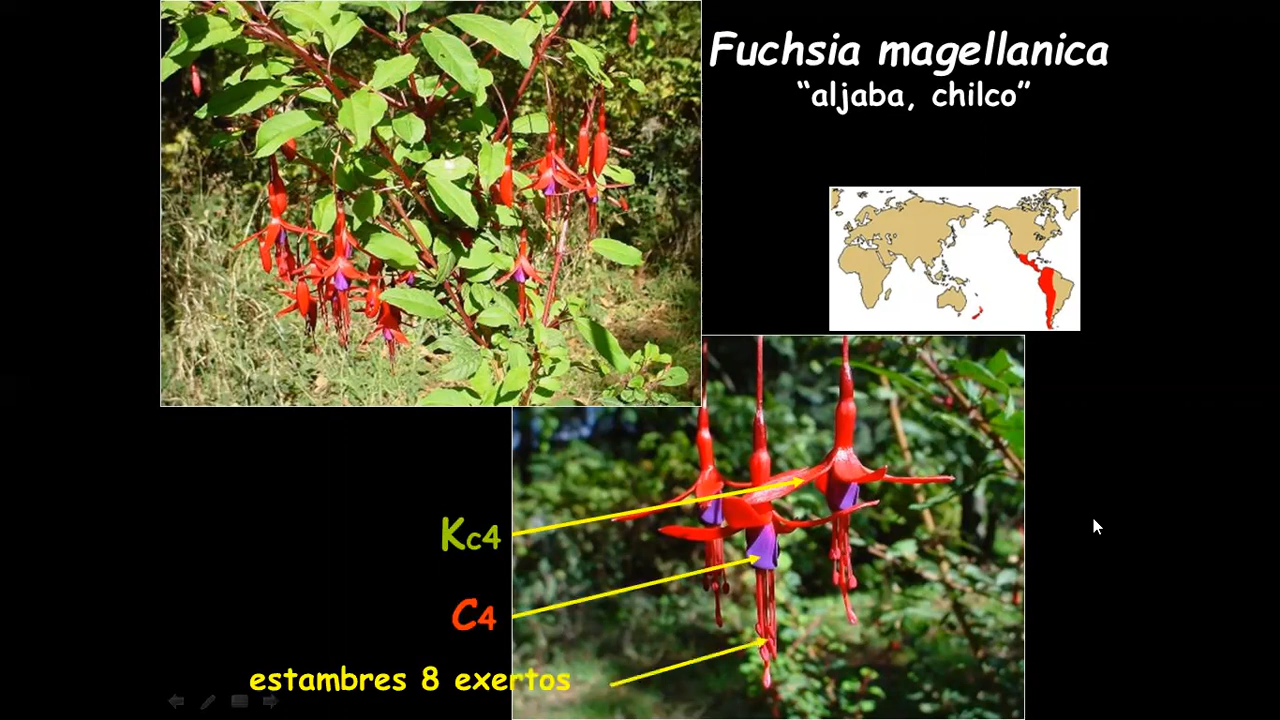 Fuchsia magellanica
“aljaba, chilco”
Kc4
C4
estambres 8 exertos